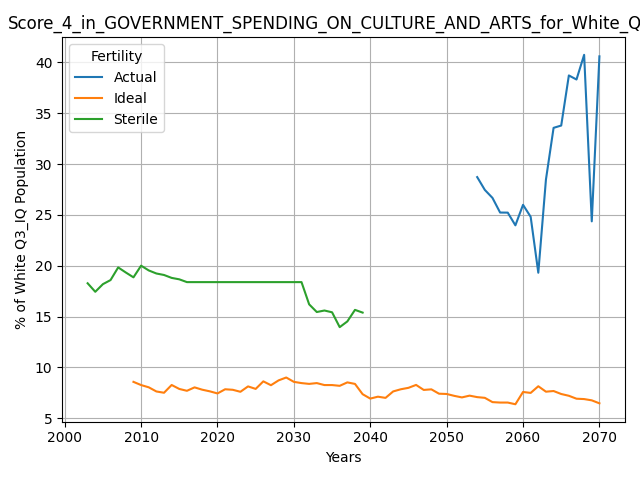 Score_4_in_GOVERNMENT_SPENDING_ON_CULTURE_AND_ARTS_for_White_Q
Fertility
Actual
Ideal
Sterile
% of White Q3_IQ Population
40
35
30
25
20
15
10
5
2000 2010 2020 2030 2040 2050 2060 2070
Years